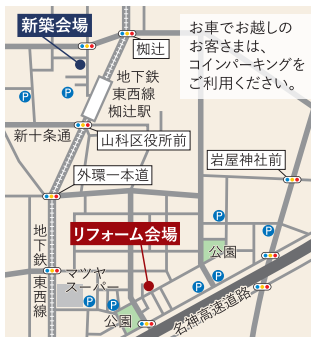 新築会場
椥辻
お車でお越しの
お客さまは、
コインパーキングを
ご利用ください。
地下鉄
東西線
椥辻駅
P
P
新十条通
山科区役所前
岩屋神社前
P
外環一本道
リフォーム会場
P
P
公園
地下鉄
東西線
マツヤ
スーパー
P
P
P
P
公園
名神高速道路